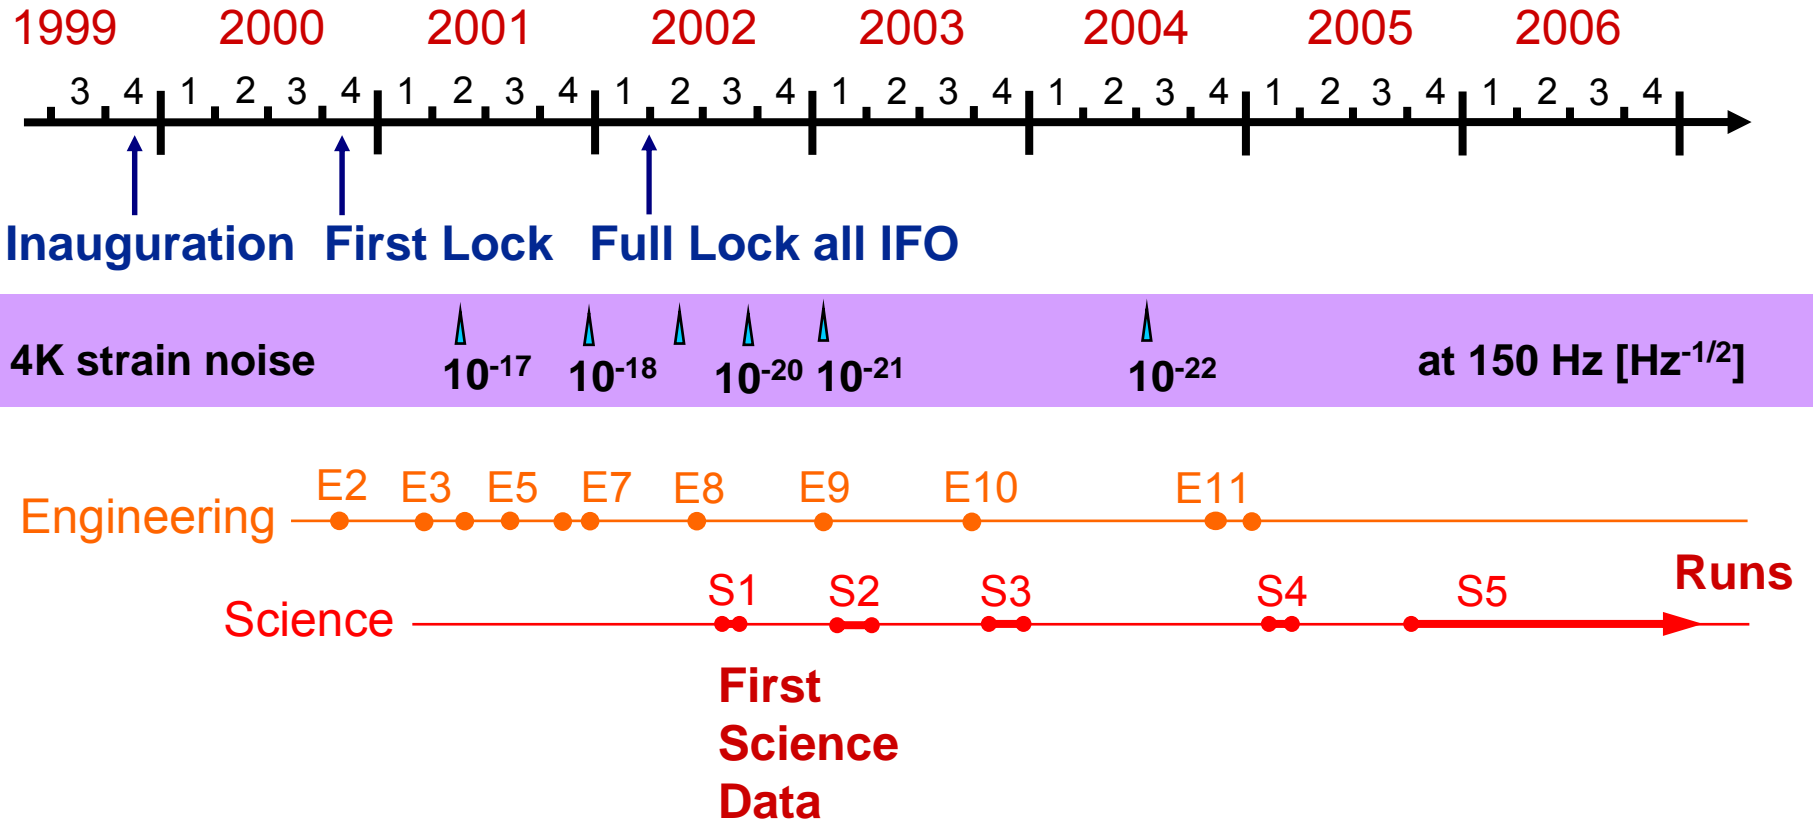 1999 2000 2001 2002 2003 2004 2005 2006
3 4 1 2 3 4 1 2 3 4 1 2 3 4 1 2 3 4 1 2 3 4 1 2 3 4 1 2 3 4
Inauguration First Lock Full Lock all IFO
4K strain noise 10⁻¹⁷ 10⁻¹⁸ 10⁻²⁰ 10⁻²¹ 10⁻²² at 150 Hz [Hz⁻¹/²]
E2 E3 E5 E7 E8 E9 E10 E11
Engineering
Runs
S1 S2 S3 S4 S5
Science
First
Science
Data